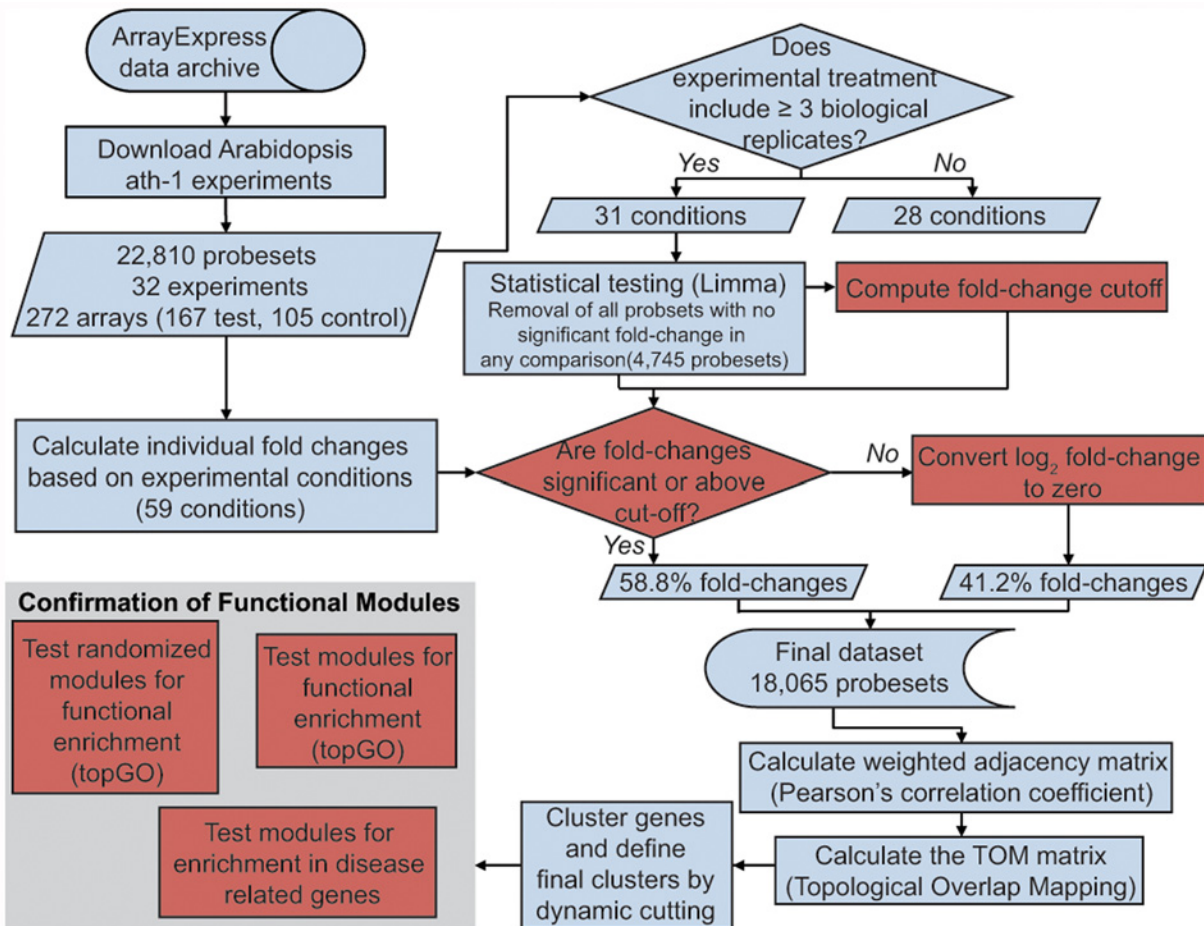 ArrayExpress
data archive
Download Arabidopsis
ath-1 experiments
22,810 probesets
32 experiments
272 arrays (167 test, 105 control)
Calculate individual fold changes
based on experimental conditions
(59 conditions)
Does
experimental treatment
include ≥ 3 biological
replicates?
Yes
No
31 conditions
28 conditions
Statistical testing (Limma)
Removal of all probsets with no
significant fold-change in
any comparison(4,745 probesets)
Compute fold-change cutoff
Are fold-changes
significant or above
cut-off?
No
Convert log₂ fold-change
to zero
Yes
58.8% fold-changes
41.2% fold-changes
Final dataset
18,065 probesets
Calculate weighted adjacency matrix
(Pearson's correlation coefficient)
Calculate the TOM matrix
(Topological Overlap Mapping)
Cluster genes
and define
final clusters by
dynamic cutting
Confirmation of Functional Modules
Test randomized
modules for
functional
enrichment
(topGO)
Test modules for
functional
enrichment
(topGO)
Test modules for
enrichment in disease
related genes